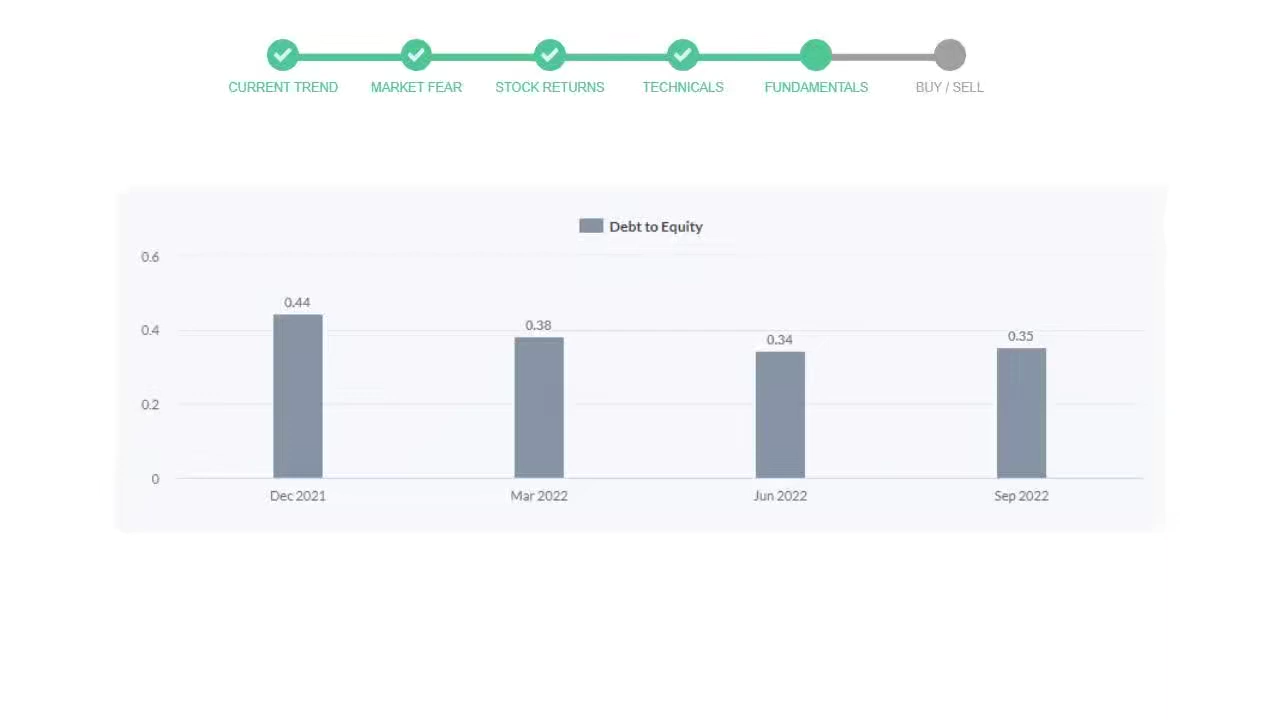 CURRENT TREND MARKET FEAR STOCK RETURNS TECHNICALS FUNDAMENTALS BUY / SELL
Debt to Equity
0.6
0.44
0.4
0.38
0.34
0.35
0.2
0
Dec 2021 Mar 2022 Jun 2022 Sep 2022